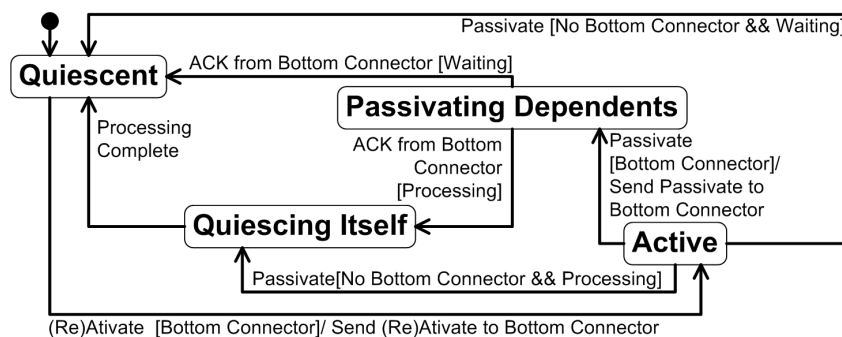 Passivate [No Bottom Connector && Waiting]
Quiescent
ACK from Bottom Connector [Waiting]
Passivating Dependents
Processing
Complete
ACK from Bottom
Connector
[Processing]
Passivate
[Bottom Connector]/
Send Passivate to
Bottom Connector
Quiescing Itself
Active
Passivate[No Bottom Connector && Processing]
(Re)Ativate [Bottom Connector]/ Send (Re)Ativate to Bottom Connector